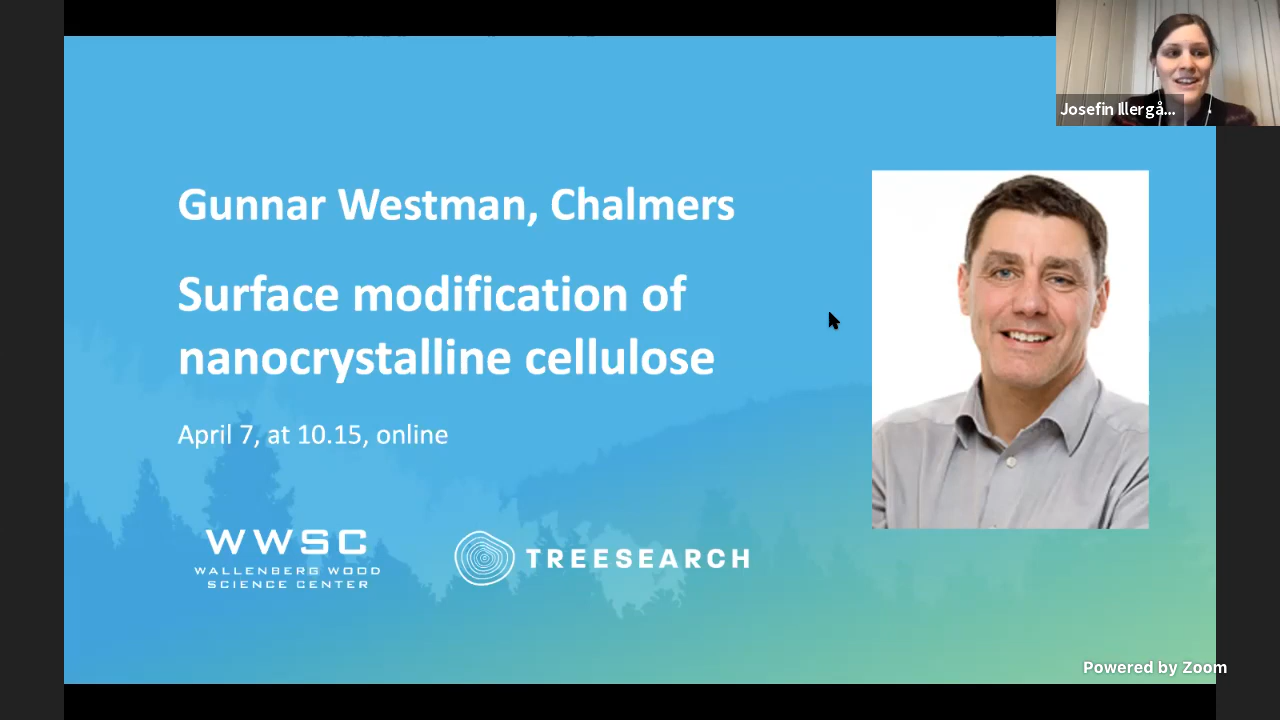 Josefin Illergå...
Gunnar Westman, Chalmers
Surface modification of
nanocrystalline cellulose
April 7, at 10.15, online
WWSC
WALLENBERG WOOD
SCIENCE CENTER
TREESEARCH
Powered by Zoom